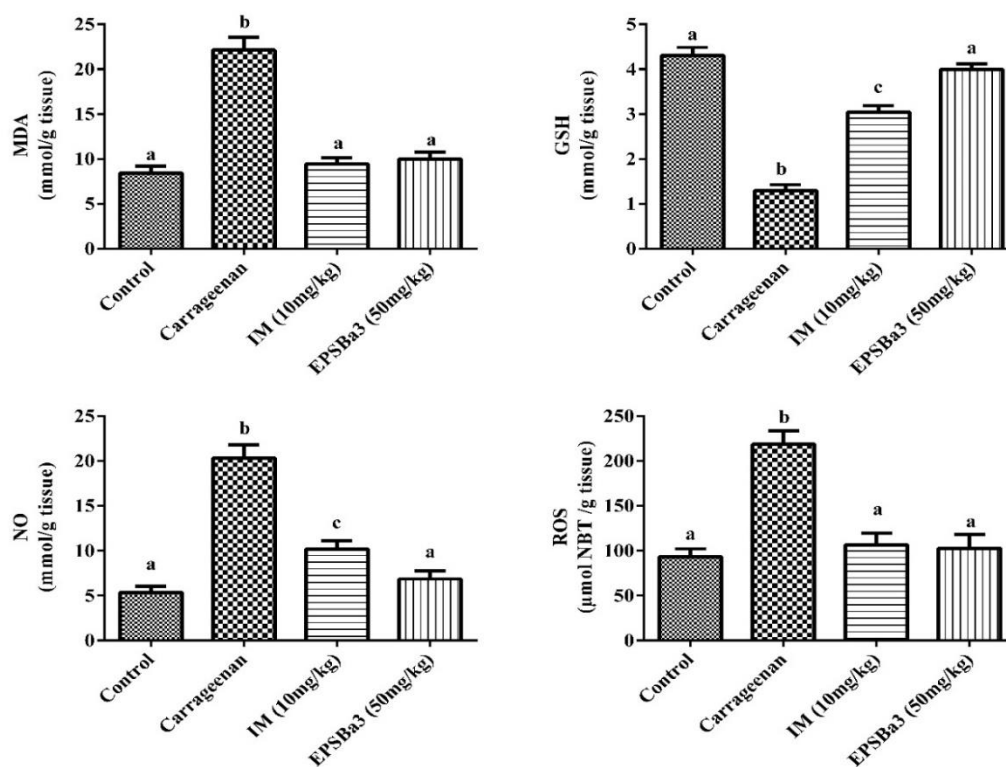 MDA
(mmol/g tissue)
25
20
15
10
5
0
a
b
a
a
Control
Carrageenan
IM (10mg/kg)
EPSBa3 (50mg/kg)
GSH
(mmol/g tissue)
5
4
3
2
1
0
a
b
c
a
Control
Carrageenan
IM (10mg/kg)
EPSBa3 (50mg/kg)
NO
(mmol/g tissue)
25
20
15
10
5
0
a
b
c
a
Control
Carrageenan
IM (10mg/kg)
EPSBa3 (50mg/kg)
ROS
(µmol NBT /g tissue)
250
200
150
100
50
0
a
b
a
a
Control
Carrageenan
IM (10mg/kg)
EPSBa3 (50mg/kg)